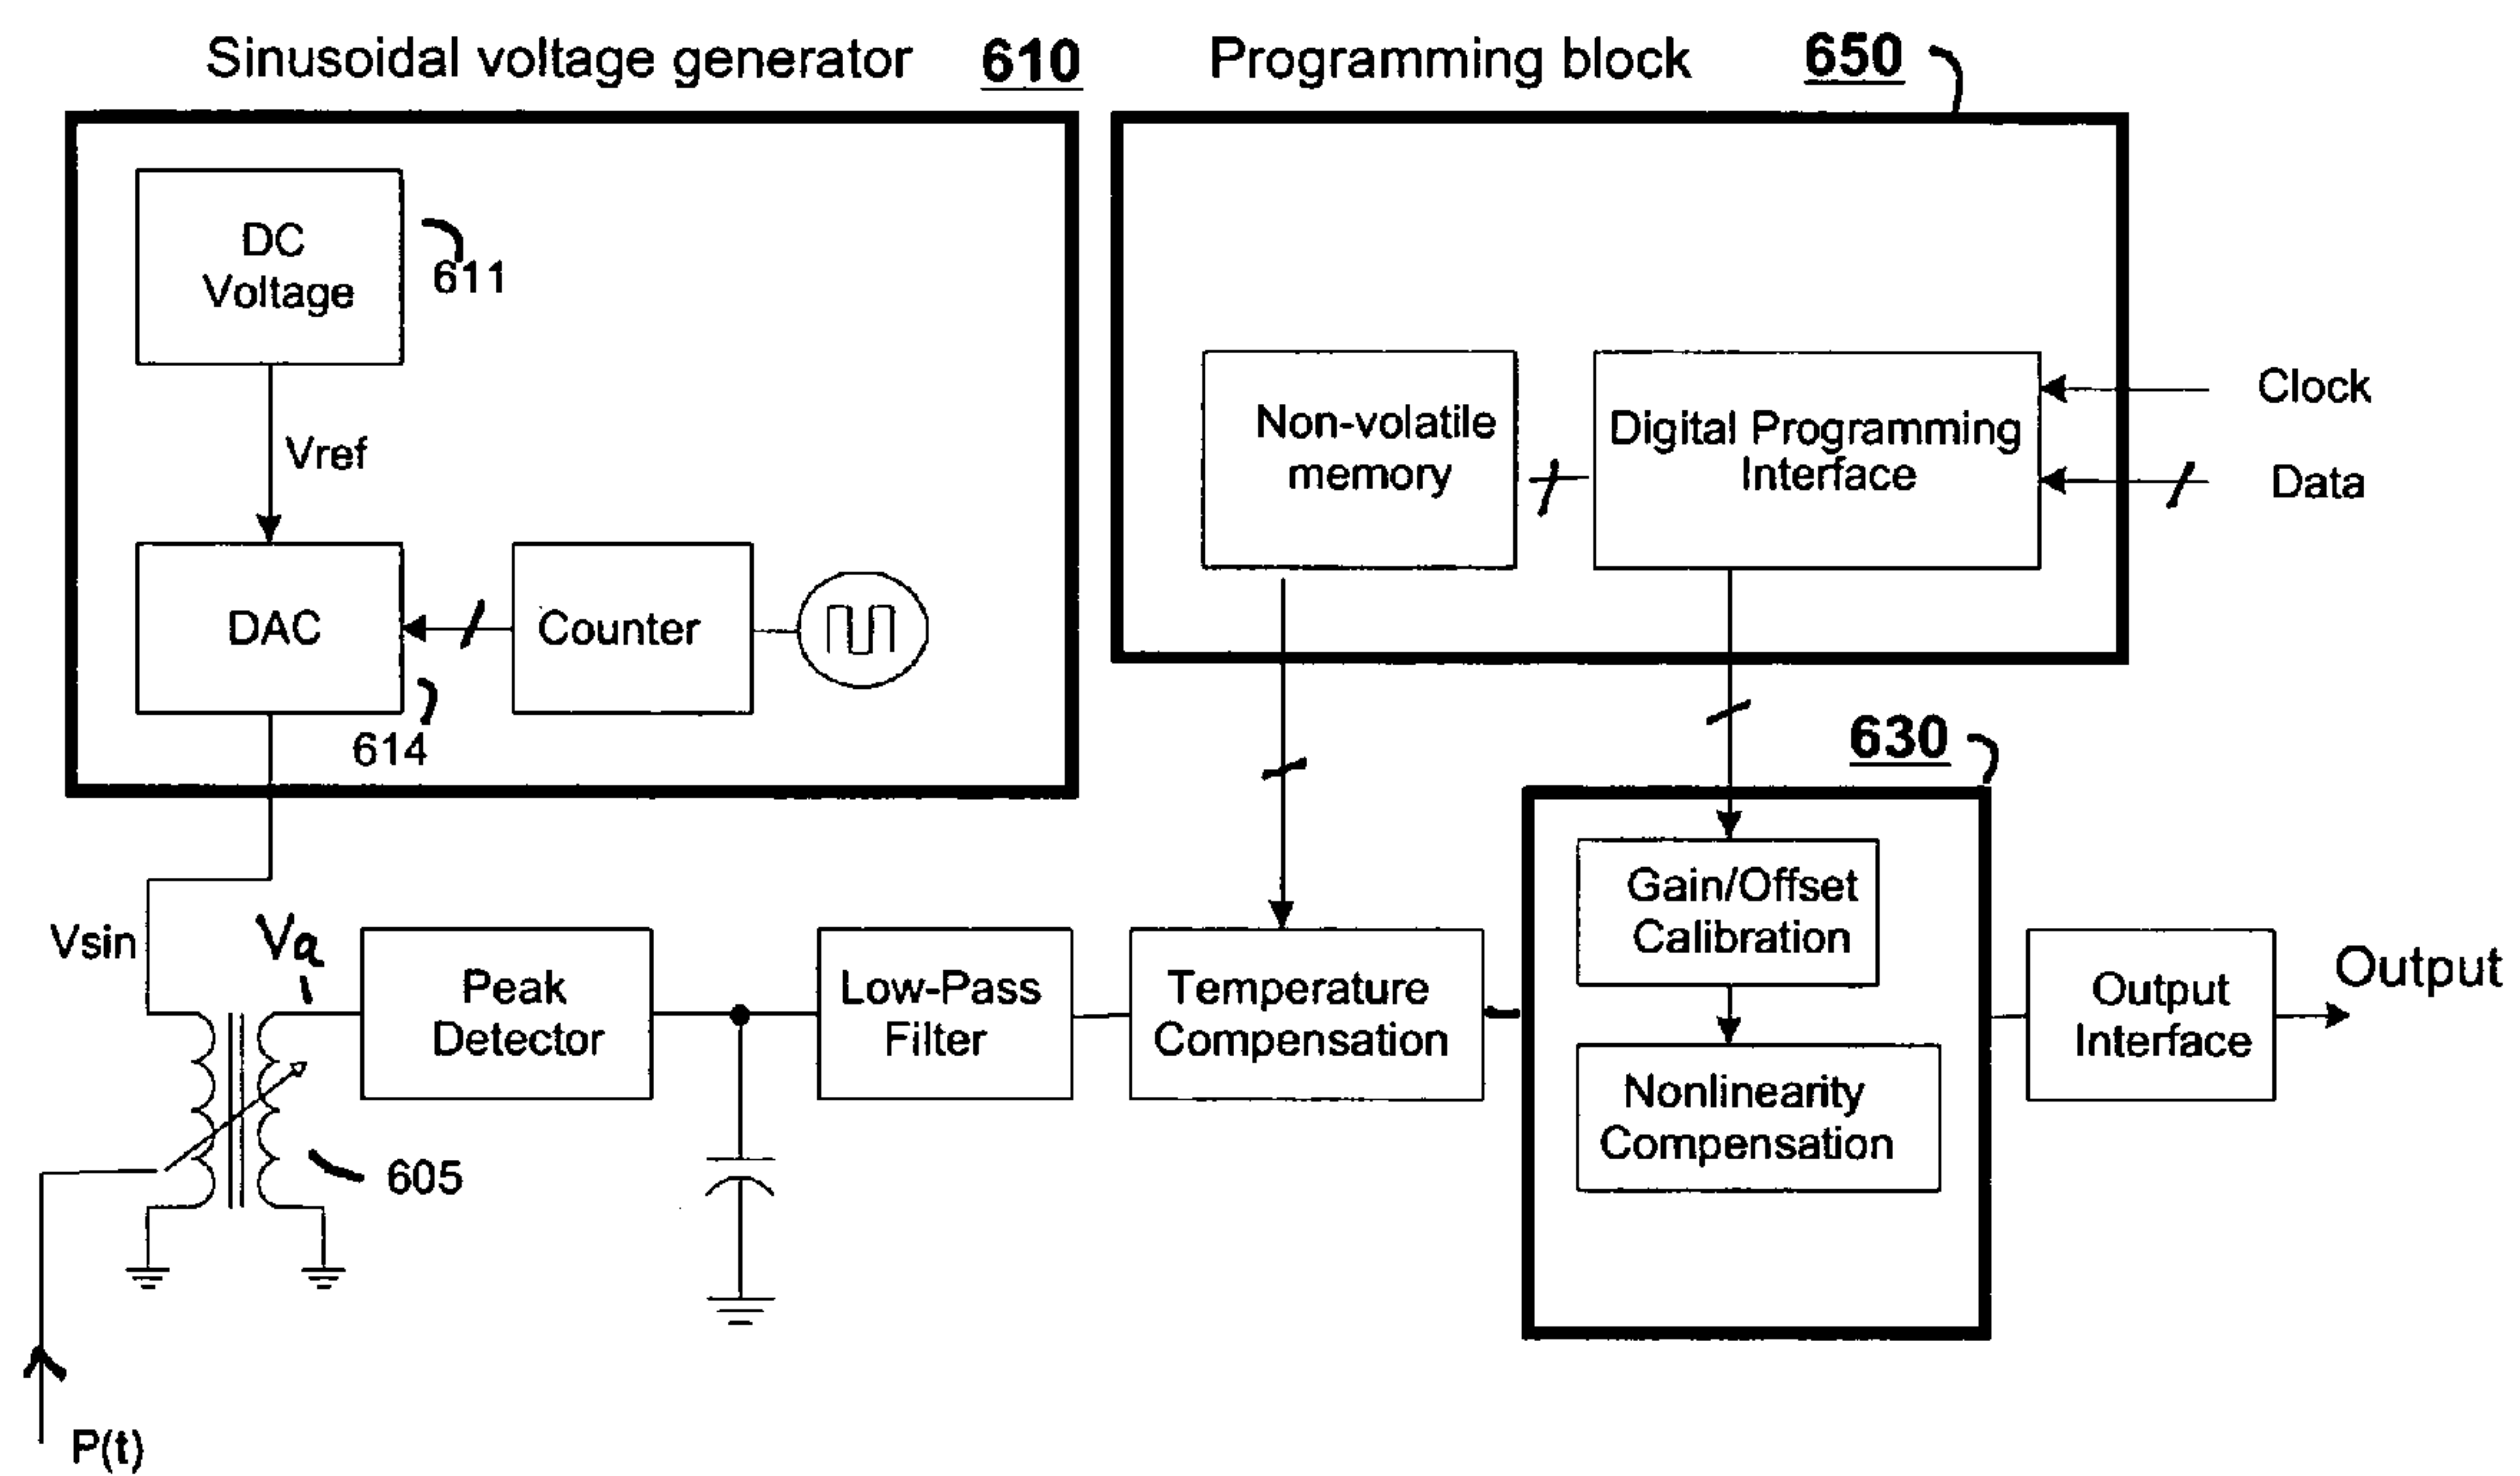 Sinusoidal voltage generator 610
Programming block 650
DC
Voltage
611
Vref
DAC
Counter
614
Non-volatile
memory
Digital Programming
Interface
Clock
Data
630
Vsin
Va
Peak
Detector
Low-Pass
Filter
Temperature
Compensation
Gain/Offset
Calibration
Nonlinearity
Compensation
Output
Interface
Output
605
P(t)